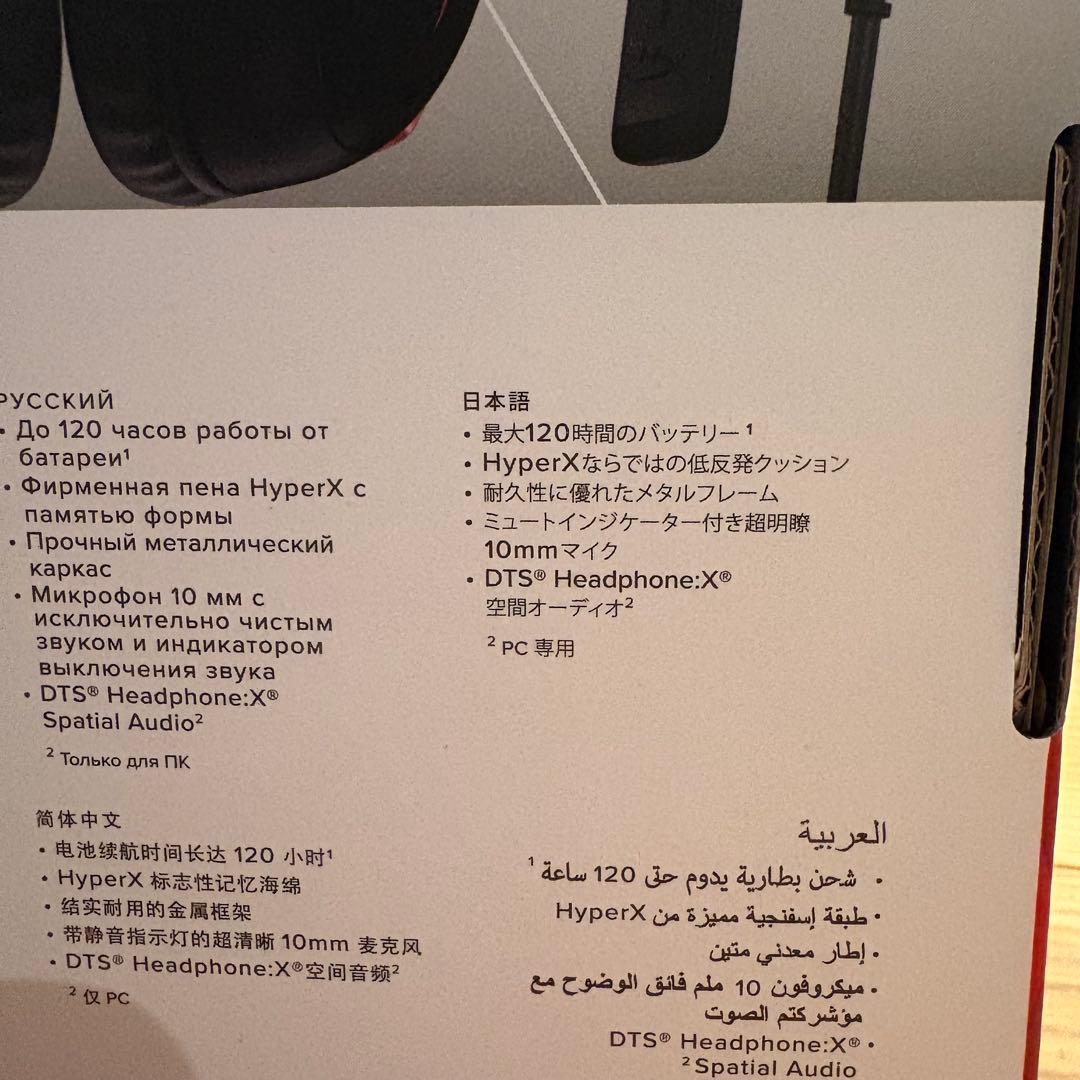 РУССКИЙ
• До 120 часов работы от
батареи¹
• Фирменная пена HyperX с
памятью формы
• Прочный металлический
каркас
• Микрофон 10 мм с
исключительно чистым
звуком и индикатором
выключения звука
• DTS® Headphone:X®
Spatial Audio²
² Только для ПК
日本語
• 最大120時間のバッテリー¹
• HyperXならではの低反発クッション
• 耐久性に優れたメタルフレーム
• ミュートインジケーター付き超明瞭
10mmマイク
• DTS® Headphone:X®
空間オーディオ²
² PC 専用
简体中文
• 电池续航时间长达 120 小时¹
• HyperX 标志性记忆海绵
• 结实耐用的金属框架
• 带静音指示灯的超清晰 10mm 麦克风
• DTS® Headphone:X®空间音频²
² 仅 PC
العربية
• شحن بطارية يدوم حتى 120 ساعة ¹
• طبقة إسفنجية مميزة من HyperX
• إطار معدني متين
• ميكروفون 10 ملم فائق الوضوح مع
مؤشركتم الصوت
DTS® Headphone:X® •
² Spatial Audio